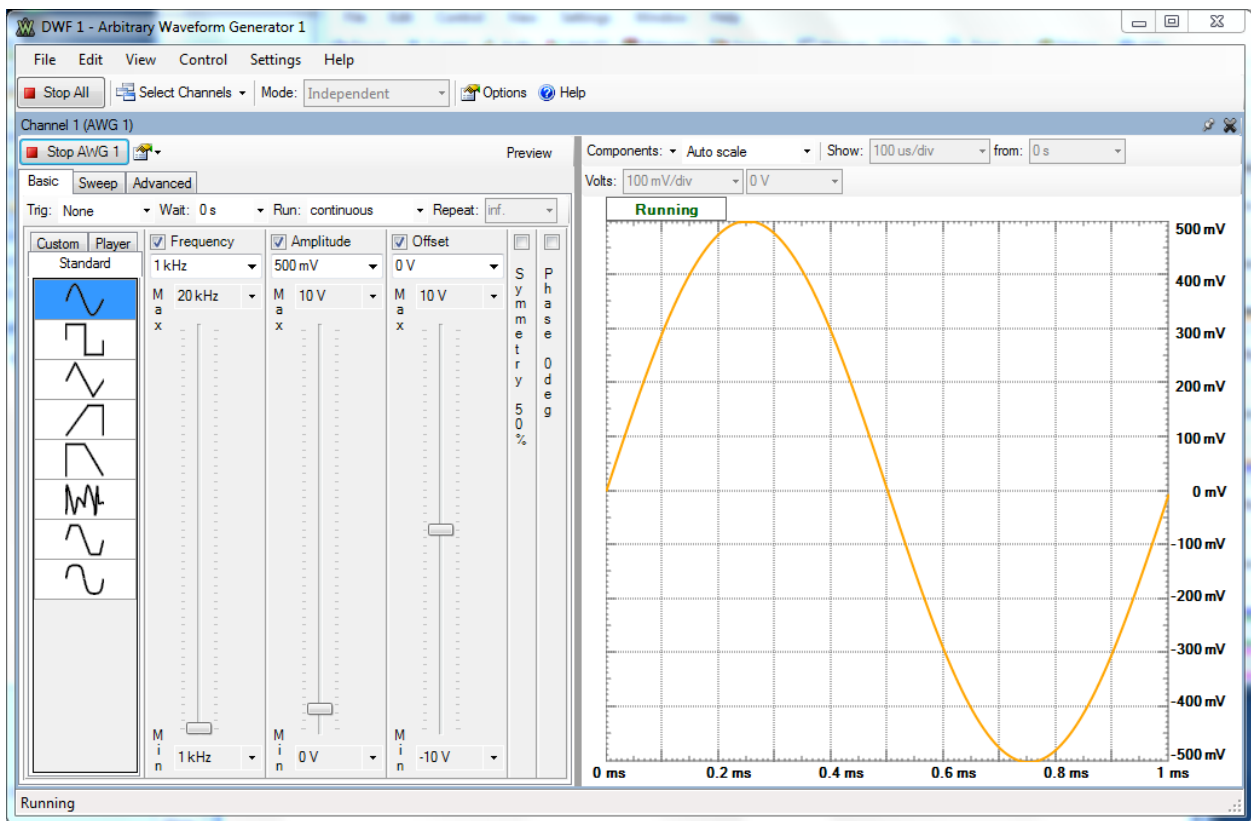 DWF 1 - Arbitrary Waveform Generator 1
File Edit View Control Settings Help
Stop All Select Channels Mode: Independent Options Help
Channel 1 (AWG 1)
Stop AWG 1 Preview
Basic Sweep Advanced
Trig: None Wait: 0 s Run: continuous Repeat: inf.
Custom Player
Standard
Frequency
1 kHz
Max 20 kHz
Min 1 kHz
Amplitude
500 mV
Max 10 V
Min 0 V
Offset
0 V
Max 10 V
Min -10 V
Symmetry 50%
Phase 0deg
Components: Auto scale Show: 100 us/div from: 0 s
Volts: 100 mV/div 0 V
Running
500 mV
400 mV
300 mV
200 mV
100 mV
0 mV
-100 mV
-200 mV
-300 mV
-400 mV
-500 mV
0 ms 0.2 ms 0.4 ms 0.6 ms 0.8 ms 1 ms
Running